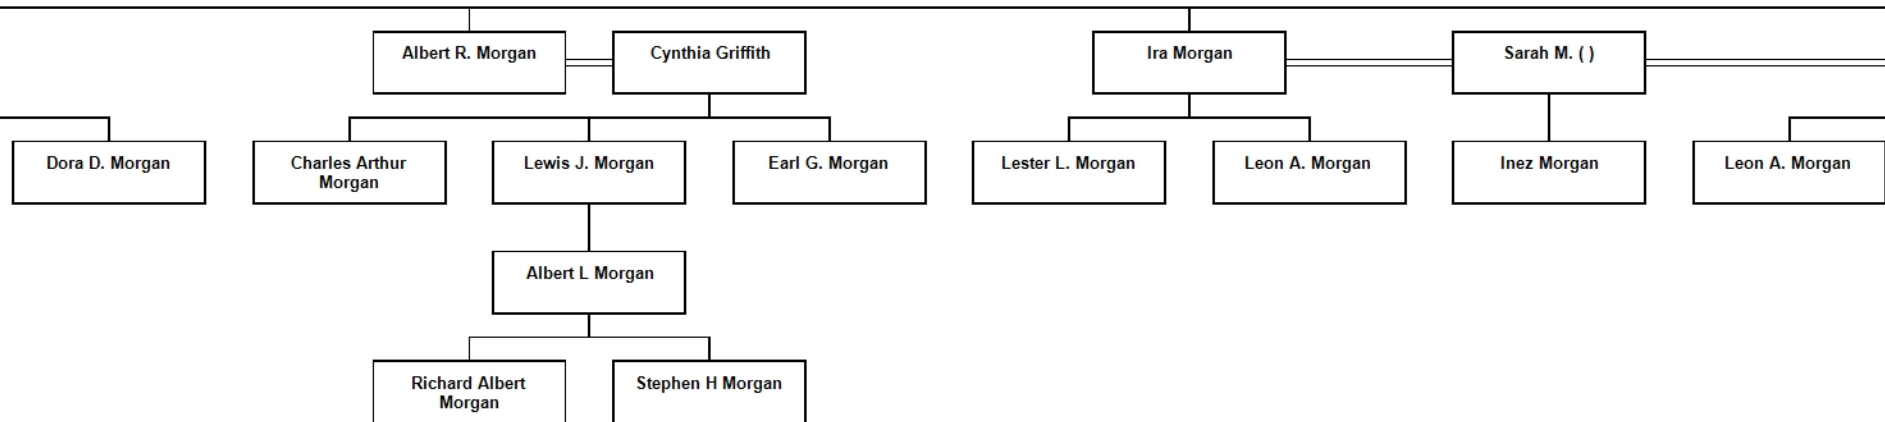 Albert R. Morgan
Cynthia Griffith
Ira Morgan
Sarah M. ( )
Dora D. Morgan
Charles Arthur
Morgan
Lewis J. Morgan
Earl G. Morgan
Lester L. Morgan
Leon A. Morgan
Inez Morgan
Leon A. Morgan
Albert L Morgan
Richard Albert
Morgan
Stephen H Morgan